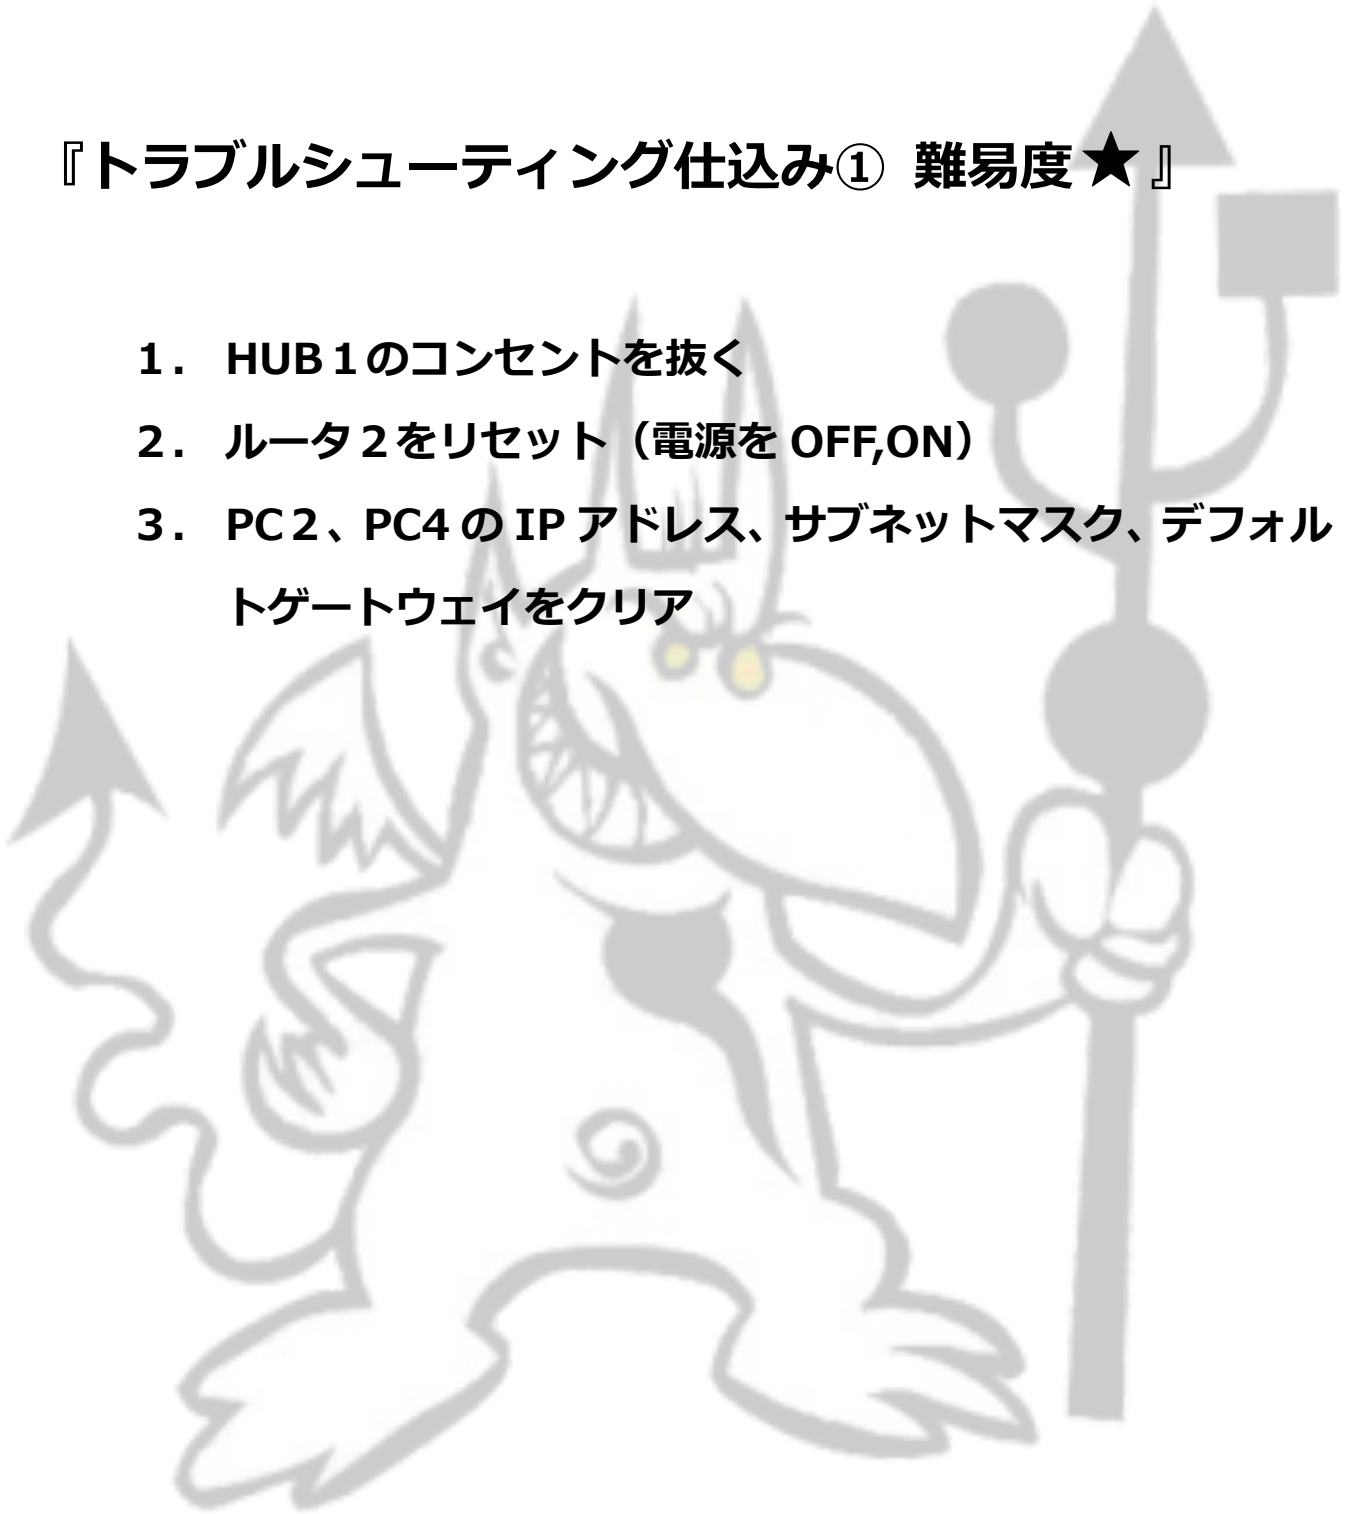 『トラブルシューティング仕込み① 難易度★』
１． HUB１のコンセントを抜く
２． ルータ２をリセット（電源を OFF,ON）
３． PC２、PC4 の IP アドレス、サブネットマスク、デフォル
トゲートウェイをクリア